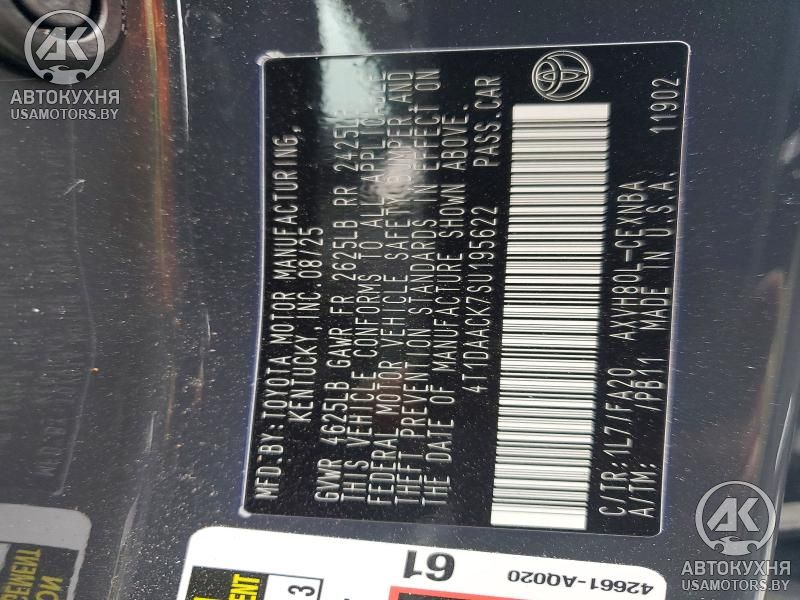 АВТОКУХНЯ
USAMOTORS.BY
MFD.BY:TOYOTA MOTOR MANUFACTURING,
KENTUCKY, INC. 08/25
GVWR 4625LB GAWR FR 2625LB RR 2425LB
THIS VEHICLE CONFORMS TO ALL APPLICABLE
FEDERAL MOTOR VEHICLE SAFETY, BUMPER AND
THEFT PREVENTION STANDARDS IN EFFECT ON
THE DATE OF MANUFACTURE SHOWN ABOVE.
4T1DAACK7SU195622 PASS.CAR
C/TR:1L7/FA20 AXVH80L-CEXNBA 11902
A/TM: /PB11 MADE IN U.S.A.
61
42661-AQ020
3
АВТОКУХНЯ
USAMOTORS.BY